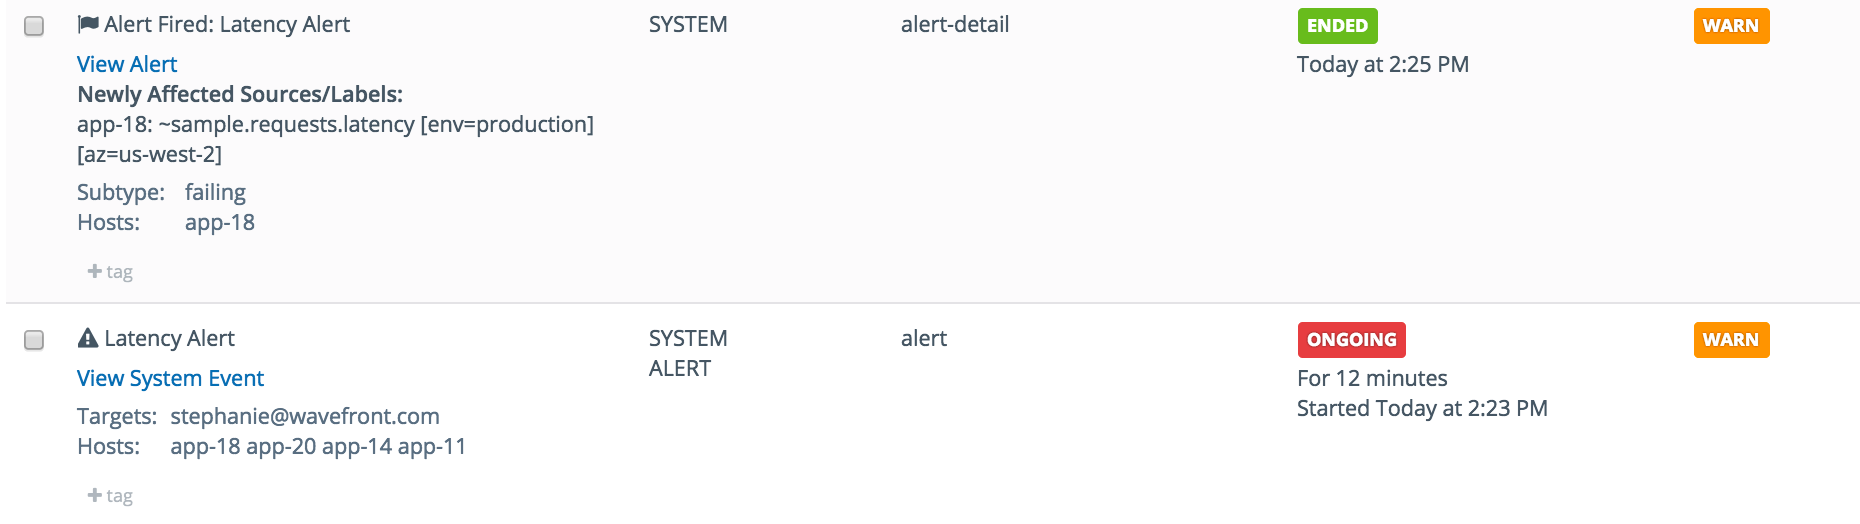 Alert Fired: Latency Alert SYSTEM alert-detail ENDED WARN
View Alert Today at 2:25 PM
Newly Affected Sources/Labels:
app-18: ~sample.requests.latency [env=production]
[az=us-west-2]
Subtype: failing
Hosts: app-18
+ tag
Latency Alert SYSTEM alert ONGOING WARN
ALERT
View System Event For 12 minutes
Targets: stephanie@wavefront.com Started Today at 2:23 PM
Hosts: app-18 app-20 app-14 app-11
+ tag